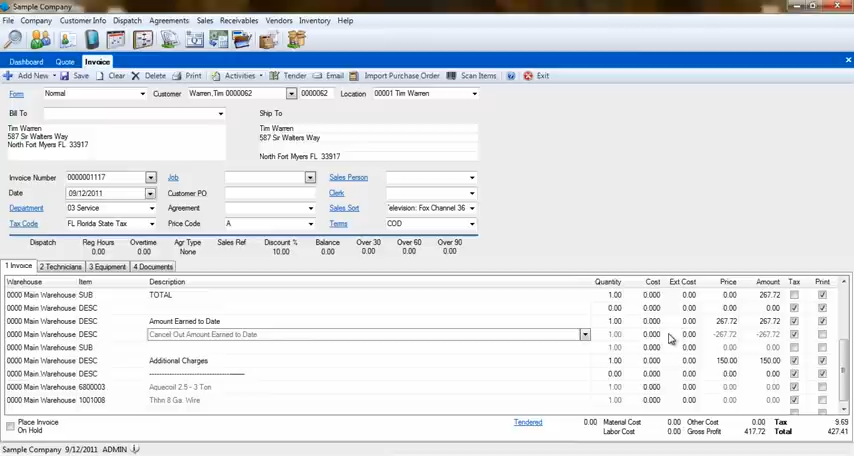 Sample Company
File Company Customer Info Dispatch Agreements Sales Receivables Vendors Inventory Help
Dashboard Quote Invoice
Add New Save Clear Delete Print Activities Tender Email Import Purchase Order Scan Items Exit
Form Normal Customer Warren,Tim 0000062 0000062 Location 00001 Tim Warren
Bill To Ship To
Tim Warren Tim Warren
587 Sir Walters Way 587 Sir Walters Way
North Fort Myers FL 33917
North Fort Myers FL 33917
Invoice Number 0000001117 Job Sales Person
Date 09/12/2011 Customer PO Clerk
Department 03 Service Agreement Sales Sort Television: Fox Channel 36
Tax Code FL Florida State Tax Price Code A Terms COD
Dispatch Reg Hours Overtime Agr Type Sales Ref Discount % Balance Over 30 Over 60 Over 90
0.00 0.00 None 10.00 0.00 0.00 0.00 0.00
1 Invoice 2 Technicians 3 Equipment 4 Documents
Warehouse Item Description Quantity Cost Ext Cost Price Amount Tax Print
0000 Main Warehouse SUB TOTAL 1.00 0.000 0.00 0.00 267.72
0000 Main Warehouse DESC 0.00 0.000 0.00 0.00 0.00
0000 Main Warehouse DESC Amount Earned to Date 1.00 0.000 0.00 267.72 267.72
0000 Main Warehouse DESC Cancel Out Amount Earned to Date 1.00 0.000 0.00 -267.72 -267.72
0000 Main Warehouse SUB 1.00 0.000 0.00 0.00 0.00
0000 Main Warehouse DESC Additional Charges 1.00 0.000 0.00 150.00 150.00
0000 Main Warehouse DESC ------------------------------------ 1.00 0.000 0.00 0.00 0.00
0000 Main Warehouse 6800003 Aquecoil 2.5 - 3 Ton 1.00 0.000 0.00 0.00 0.00
0000 Main Warehouse 1001008 Thhn 8 Ga. Wire 1.00 0.000 0.00 0.00 0.00
Place Invoice On Hold
Tendered 0.00 Material Cost 0.00 Other Cost 0.00 Tax 9.69
Labor Cost 0.00 Gross Profit 417.72 Total 427.41
Sample Company 9/12/2011 ADMIN